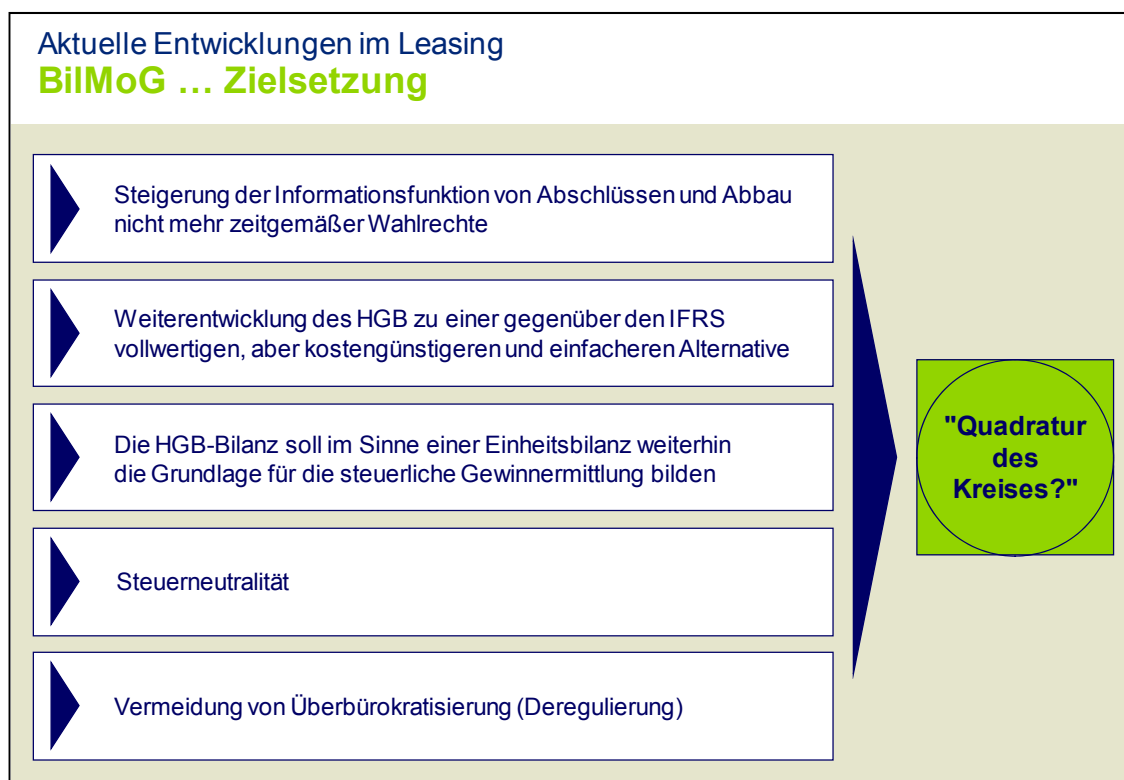 Aktuelle Entwicklungen im Leasing
BilMoG … Zielsetzung
Steigerung der Informationsfunktion von Abschlüssen und Abbau
nicht mehr zeitgemäßer Wahlrechte
Weiterentwicklung des HGB zu einer gegenüber den IFRS
vollwertigen, aber kostengünstigeren und einfacheren Alternative
Die HGB-Bilanz soll im Sinne einer Einheitsbilanz weiterhin
die Grundlage für die steuerliche Gewinnermittlung bilden
Steuerneutralität
Vermeidung von Überbürokratisierung (Deregulierung)
"Quadratur
des
Kreises?"